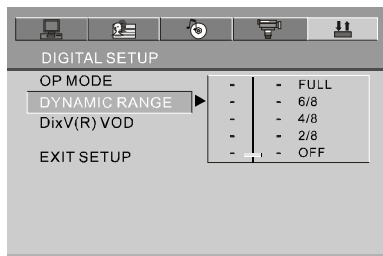 DIGITAL SETUP
OP MODE
DYNAMIC RANGE
DixV(R) VOD
EXIT SETUP
- - FULL
- - 6/8
- - 4/8
- - 2/8
- - OFF